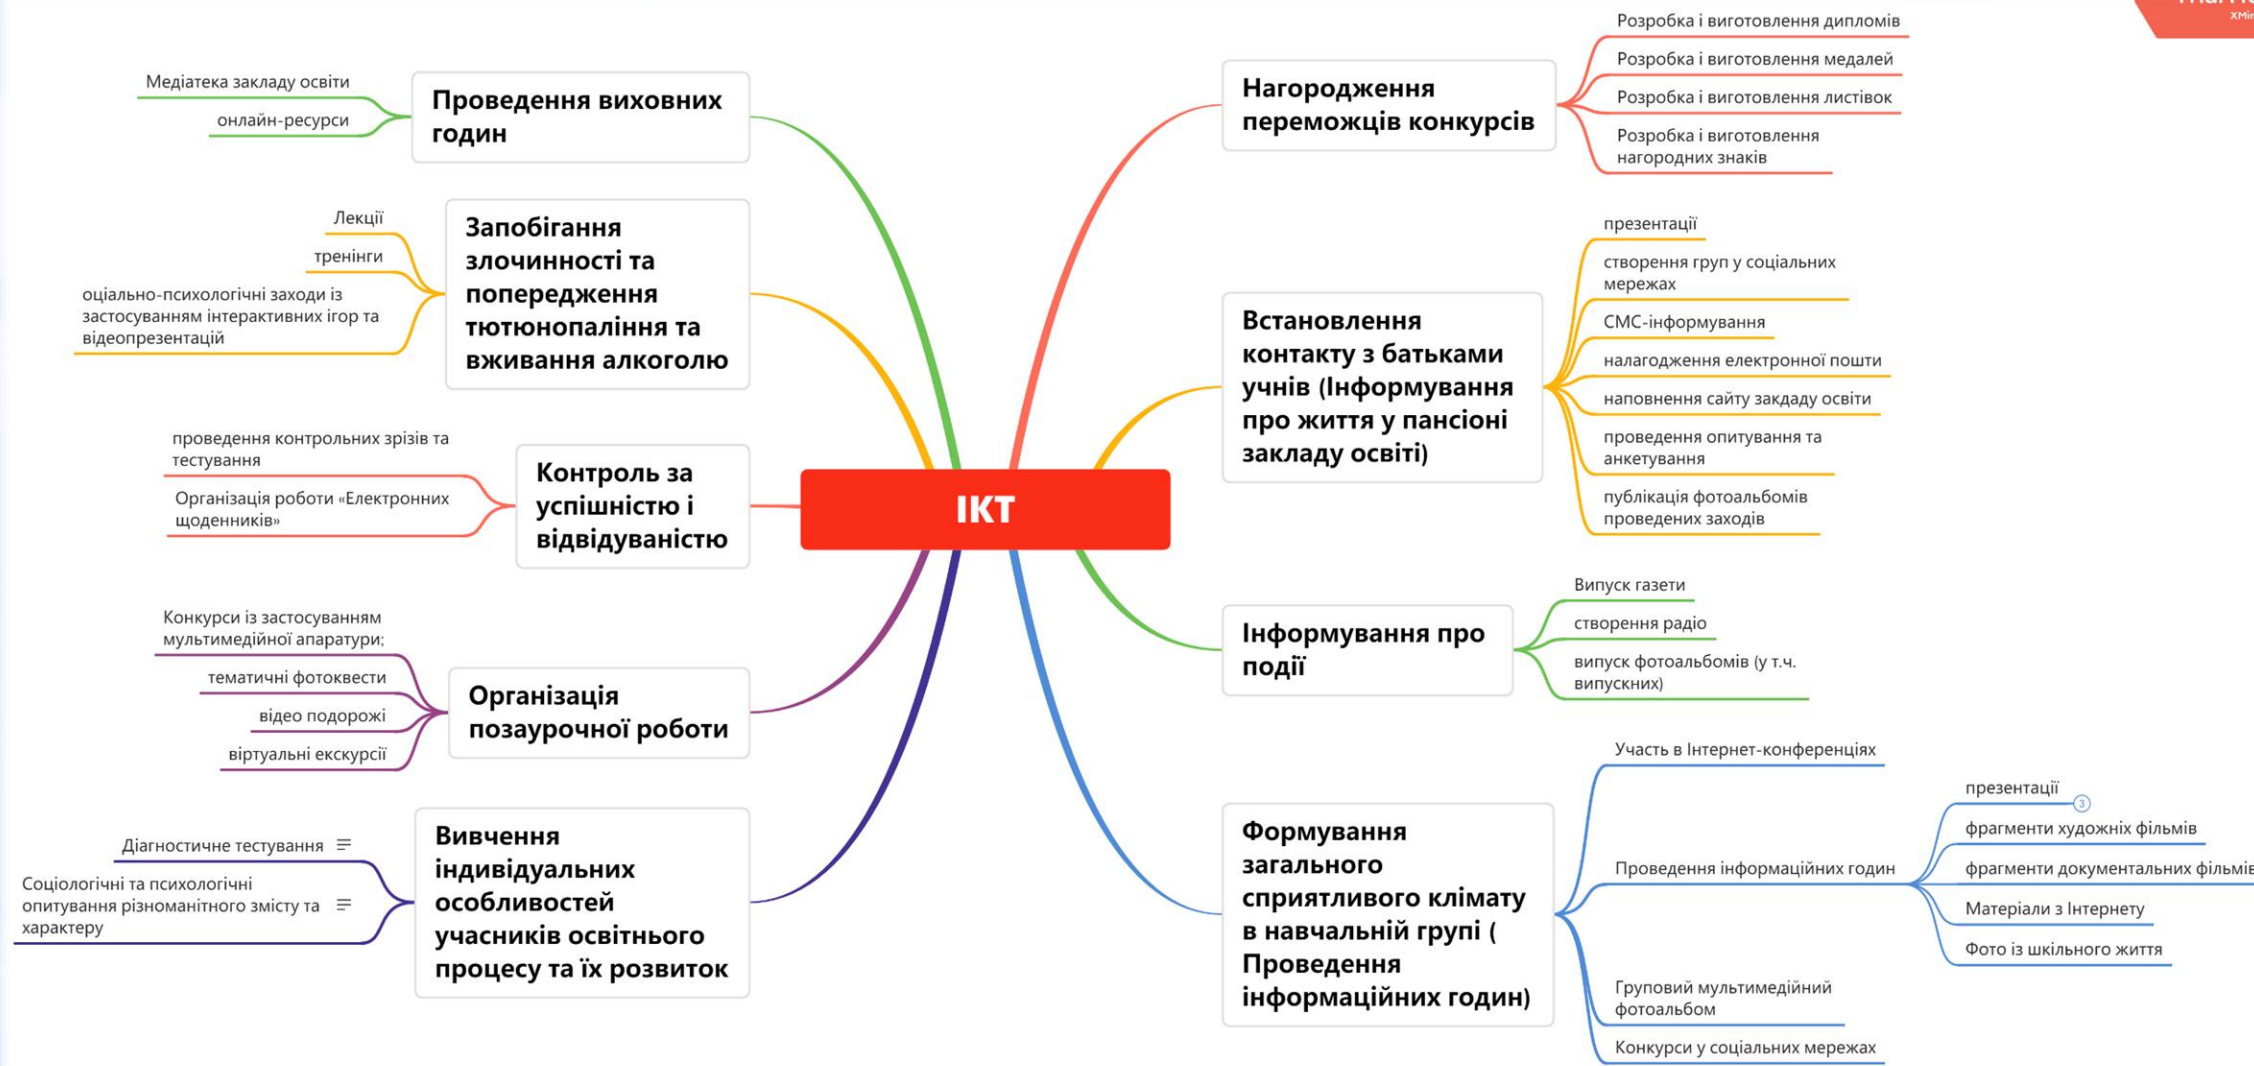 Медіатека закладу освіти
онлайн-ресурси
Проведення виховних
годин
Лекції
тренінги
оціально-психологічні заходи із
застосуванням інтерактивних ігор та
відеопрезентацій
Запобігання
злочинності та
попередження
тютюнопаління та
вживання алкоголю
проведення контрольних зрізів та
тестування
Організація роботи «Електронних
щоденників»
Контроль за
успішністю і
відвідуваністю
Конкурси із застосуванням
мультимедійної апаратури;
тематичні фотоквести
відео подорожі
віртуальні екскурсії
Організація
позаурочної роботи
Діагностичне тестування
Соціологічні та психологічні
опитування різноманітного змісту та
характеру
Вивчення
індивідуальних
особливостей
учасників освітнього
процесу та їх розвиток
ІКТ
Нагородження
переможців конкурсів
Розробка і виготовлення дипломів
Розробка і виготовлення медалей
Розробка і виготовлення листівок
Розробка і виготовлення
нагородних знаків
Встановлення
контакту з батьками
учнів (Інформування
про життя у пансіоні
закладу освіті)
презентації
створення груп у соціальних
мережах
СМС-інформування
налагодження електронної пошти
наповнення сайту закдаду освіти
проведення опитування та
анкетування
публікація фотоальбомів
проведених заходів
Інформування про
події
Випуск газети
створення радіо
випуск фотоальбомів (у т.ч.
випускних)
Формування
загального
сприятливого клімату
в навчальній групі (
Проведення
інформаційних годин)
Участь в Інтернет-конференціях
Проведення інформаційних годин
презентації
3
фрагменти художніх фільмів
фрагменти документальних фільмів
Матеріали з Інтернету
Фото із шкільного життя
Груповий мультимедійний
фотоальбом
Конкурси у соціальних мережах